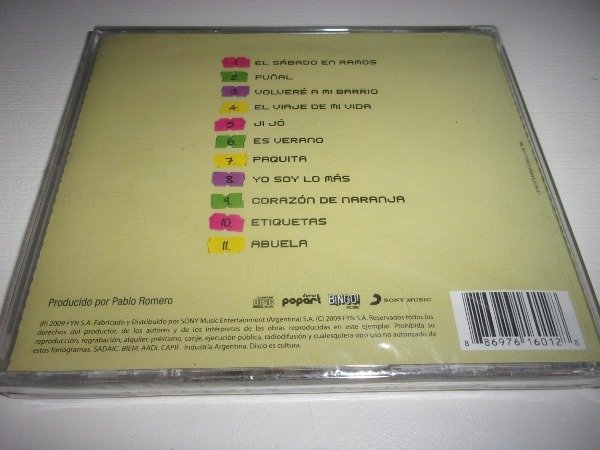 1. EL SÁBADO EN RAMOS
2. PUÑAL
3. VOLVERÉ A MI BARRIO
4. EL VIAJE DE MI VIDA
5. JI JÓ
6. ES VERANO
7. PAQUITA
8. YO SOY LO MÁS
9. CORAZÓN DE NARANJA
10. ETIQUETAS
11. ABUELA
Producido por Pablo Romero
popart
BINGO!
SONY MUSIC
(P) 2009 FYN S.A. Fabricado y Distribuido por SONY Music Entertainment (Argentina) S.A. (C) 2009 FYN S.A. Reservados todos los
derechos del productor, de los autores y de los intérpretes de las obras reproducidas en este ejemplar. Prohibida su
reproducción, regrabación, alquiler, préstamo, canje, ejecución pública, radiodifusión y cualesquiera otro uso no autorizado de
estos fonogramas. SADAIC. BIEM. AADI. CAPIF. Industria Argentina. Disco es cultura.
8 86976 16012 8